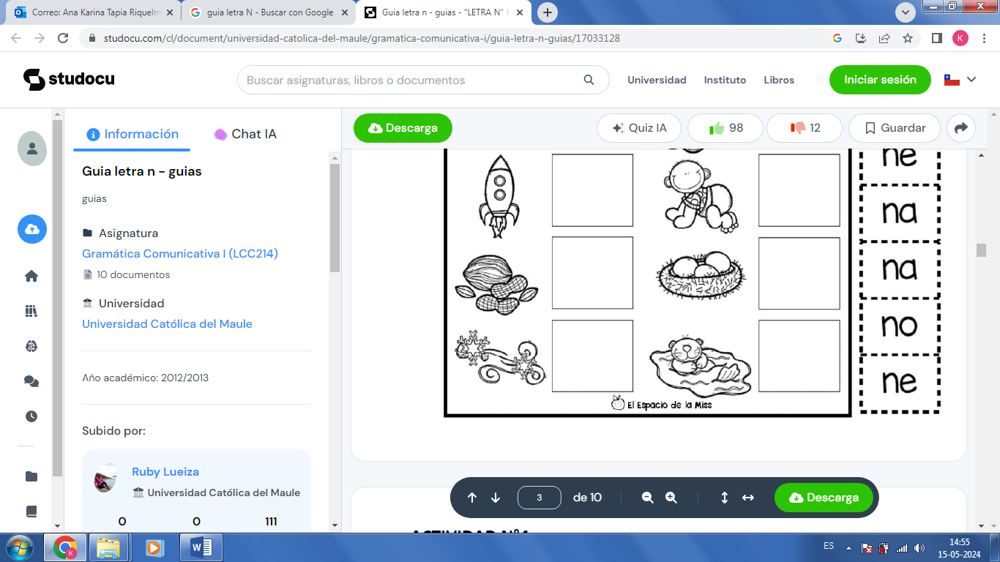 Correo: Ana Karina Tapia Riquelm
guia letra N - Buscar con Google
Guia letra n - guias - “LETRA N” N
studocu.com/cl/document/universidad-catolica-del-maule/gramatica-comunicativa-i/guia-letra-n-guias/17033128
K
studocu
Buscar asignaturas, libros o documentos
Universidad
Instituto
Libros
Iniciar sesión
Información
Chat IA
Descarga
Quiz IA
98
12
Guardar
Guia letra n - guias
guias
Asignatura
Gramática Comunicativa I (LCC214)
10 documentos
Universidad
Universidad Católica del Maule
Año académico: 2012/2013
Subido por:
Ruby Lueiza
Universidad Católica del Maule
0 0 111
ne
na
na
no
ne
El Espacio de la Miss
3 de 10
Descarga
ACTIVIDAD N°4
ES
14:55
15-05-2024